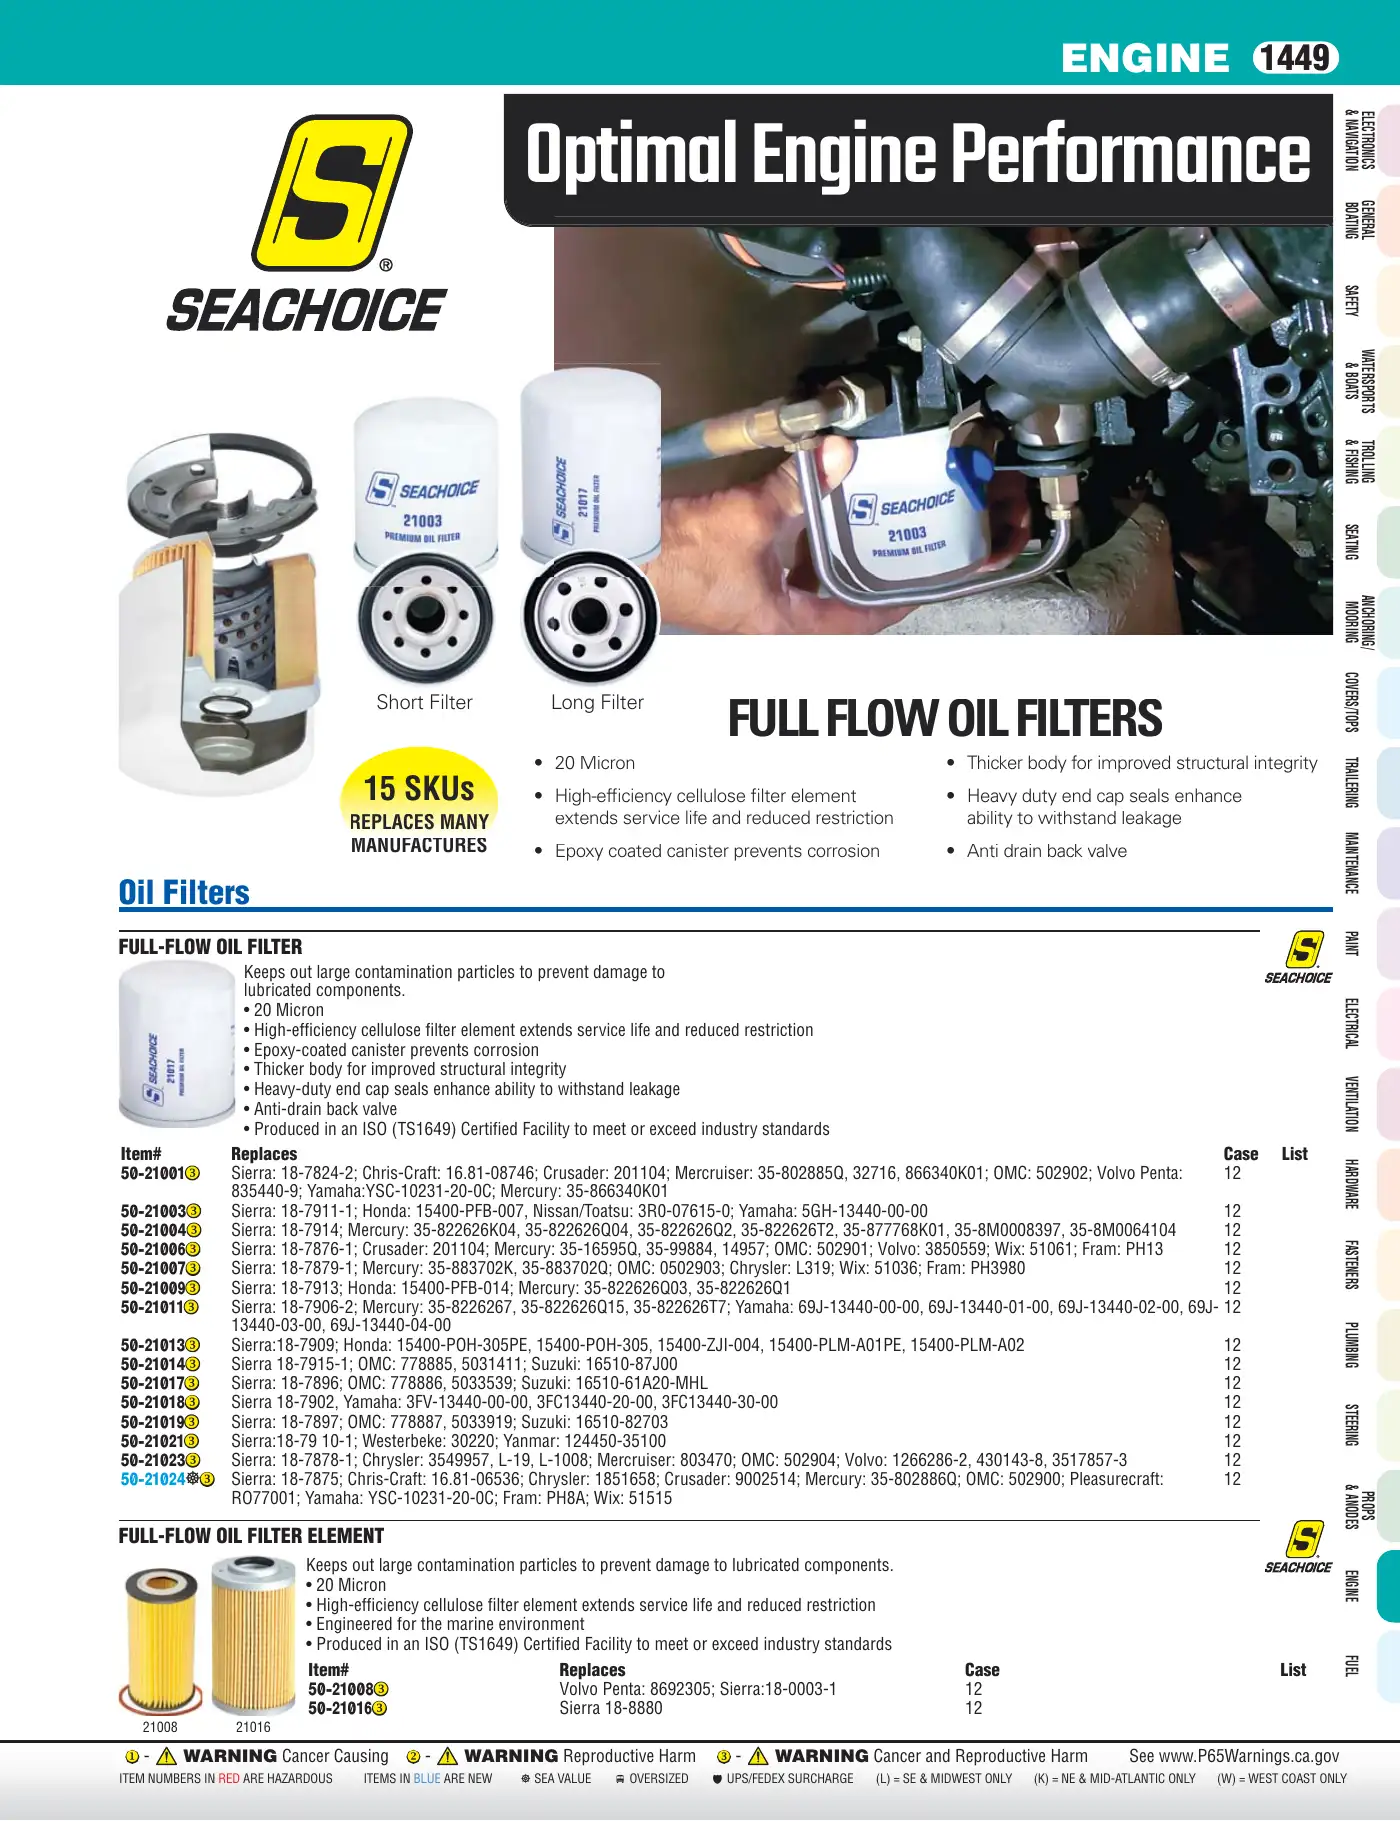 ENGINE 1449
Optimal Engine Performance
S
®
SEACHOICE
SEACHOICE
21003
PREMIUM OIL FILTER
SEACHOICE
21017
PREMIUM OIL FILTER
SEACHOICE
21003
PREMIUM OIL FILTER
Short Filter
Long Filter
FULL FLOW OIL FILTERS
15 SKUs
REPLACES MANY
MANUFACTURES
• 20 Micron
• High-efficiency cellulose filter element
extends service life and reduced restriction
• Epoxy coated canister prevents corrosion
• Thicker body for improved structural integrity
• Heavy duty end cap seals enhance
ability to withstand leakage
• Anti drain back valve
Oil Filters
FULL-FLOW OIL FILTER
SEACHOICE
SEACHOICE
21017
PREMIUM OIL FILTER
Keeps out large contamination particles to prevent damage to
lubricated components.
• 20 Micron
• High-efficiency cellulose filter element extends service life and reduced restriction
• Epoxy-coated canister prevents corrosion
• Thicker body for improved structural integrity
• Heavy-duty end cap seals enhance ability to withstand leakage
• Anti-drain back valve
• Produced in an ISO (TS1649) Certified Facility to meet or exceed industry standards
Item# Replaces Case List
50-21001③ Sierra: 18-7824-2; Chris-Craft: 16.81-08746; Crusader: 201104; Mercruiser: 35-802885Q, 32716, 866340K01; OMC: 502902; Volvo Penta: 12
835440-9; Yamaha:YSC-10231-20-0C; Mercury: 35-866340K01
50-21003③ Sierra: 18-7911-1; Honda: 15400-PFB-007, Nissan/Toatsu: 3R0-07615-0; Yamaha: 5GH-13440-00-00 12
50-21004③ Sierra: 18-7914; Mercury: 35-822626K04, 35-822626Q04, 35-822626Q2, 35-822626T2, 35-877768K01, 35-8M0008397, 35-8M0064104 12
50-21006③ Sierra: 18-7876-1; Crusader: 201104; Mercury: 35-16595Q, 35-99884, 14957; OMC: 502901; Volvo: 3850559; Wix: 51061; Fram: PH13 12
50-21007③ Sierra: 18-7879-1; Mercury: 35-883702K, 35-883702Q; OMC: 0502903; Chrysler: L319; Wix: 51036; Fram: PH3980 12
50-21009③ Sierra: 18-7913; Honda: 15400-PFB-014; Mercury: 35-822626Q03, 35-822626Q1 12
50-21011③ Sierra: 18-7906-2; Mercury: 35-8226267, 35-822626Q15, 35-822626T7; Yamaha: 69J-13440-00-00, 69J-13440-01-00, 69J-13440-02-00, 69J- 12
13440-03-00, 69J-13440-04-00
50-21013③ Sierra:18-7909; Honda: 15400-POH-305PE, 15400-POH-305, 15400-ZJI-004, 15400-PLM-A01PE, 15400-PLM-A02 12
50-21014③ Sierra 18-7915-1; OMC: 778885, 5031411; Suzuki: 16510-87J00 12
50-21017③ Sierra: 18-7896; OMC: 778886, 5033539; Suzuki: 16510-61A20-MHL 12
50-21018③ Sierra 18-7902, Yamaha: 3FV-13440-00-00, 3FC13440-20-00, 3FC13440-30-00 12
50-21019③ Sierra: 18-7897; OMC: 778887, 5033919; Suzuki: 16510-82703 12
50-21021③ Sierra:18-79 10-1; Westerbeke: 30220; Yanmar: 124450-35100 12
50-21023③ Sierra: 18-7878-1; Chrysler: 3549957, L-19, L-1008; Mercruiser: 803470; OMC: 502904; Volvo: 1266286-2, 430143-8, 3517857-3 12
50-21024③ Sierra: 18-7875; Chris-Craft: 16.81-06536; Chrysler: 1851658; Crusader: 9002514; Mercury: 35-802886Q; OMC: 502900; Pleasurecraft: 12
RO77001; Yamaha: YSC-10231-20-0C; Fram: PH8A; Wix: 51515
FULL-FLOW OIL FILTER ELEMENT
SEACHOICE
Keeps out large contamination particles to prevent damage to lubricated components.
• 20 Micron
• High-efficiency cellulose filter element extends service life and reduced restriction
• Engineered for the marine environment
• Produced in an ISO (TS1649) Certified Facility to meet or exceed industry standards
Item# Replaces Case List
50-21008③ Volvo Penta: 8692305; Sierra:18-0003-1 12
50-21016③ Sierra 18-8880 12
21008 21016
① - ⚠ WARNING Cancer Causing ② - ⚠ WARNING Reproductive Harm ③ - ⚠ WARNING Cancer and Reproductive Harm See www.P65Warnings.ca.gov
ITEM NUMBERS IN RED ARE HAZARDOUS ITEMS IN BLUE ARE NEW SEA VALUE OVERSIZED UPS/FEDEX SURCHARGE (L) = SE & MIDWEST ONLY (K) = NE & MID-ATLANTIC ONLY (W) = WEST COAST ONLY
ELECTRONICS
& NAVIGATION
GENERAL
BOATING
SAFETY
WATERSPORTS
& BOATS
TROLLING
& FISHING
SEATING
ANCHORING/
MOORING
COVERS/TOPS
TRAILERING
MAINTENANCE
PAINT
ELECTRICAL
VENTILATION
HARDWARE
FASTENERS
PLUMBING
STEERING
PROPS
& ANODES
ENGINE
FUEL